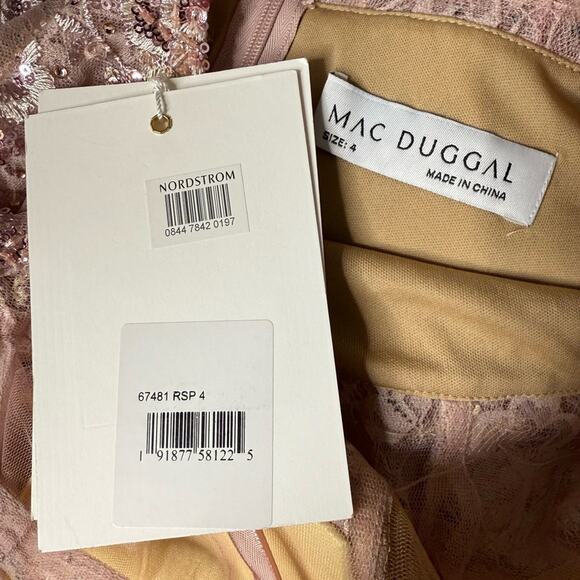 NORDSTROM
0844 7842 0197
67481 RSP 4
1 91877 58122 5
MAC DUGGAL
SIZE: 4
MADE IN CHINA